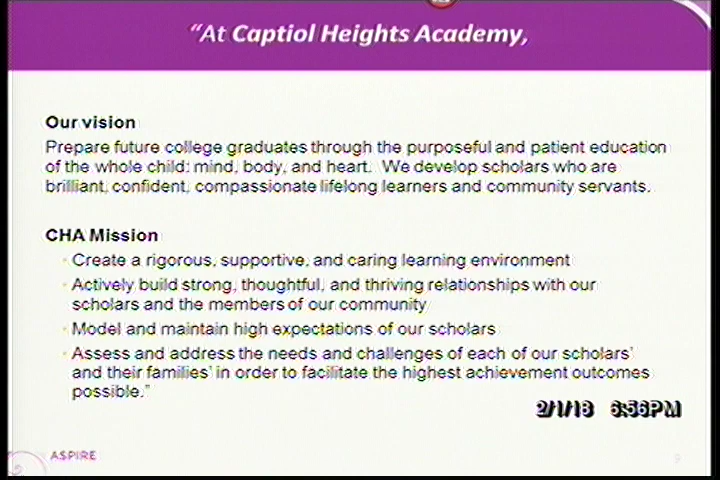 “At Captiol Heights Academy,
Our vision
Prepare future college graduates through the purposeful and patient education
of the whole child: mind, body, and heart.  We develop scholars who are
brilliant, confident, compassionate lifelong learners and community servants.
CHA Mission
· Create a rigorous, supportive, and caring learning environment
· Actively build strong, thoughtful, and thriving relationships with our
scholars and the members of our community
· Model and maintain high expectations of our scholars
· Assess and address the needs and challenges of each of our scholars’
and their families’ in order to facilitate the highest achievement outcomes
possible.”
2/1/18 6:56PM
ASPIRE
9